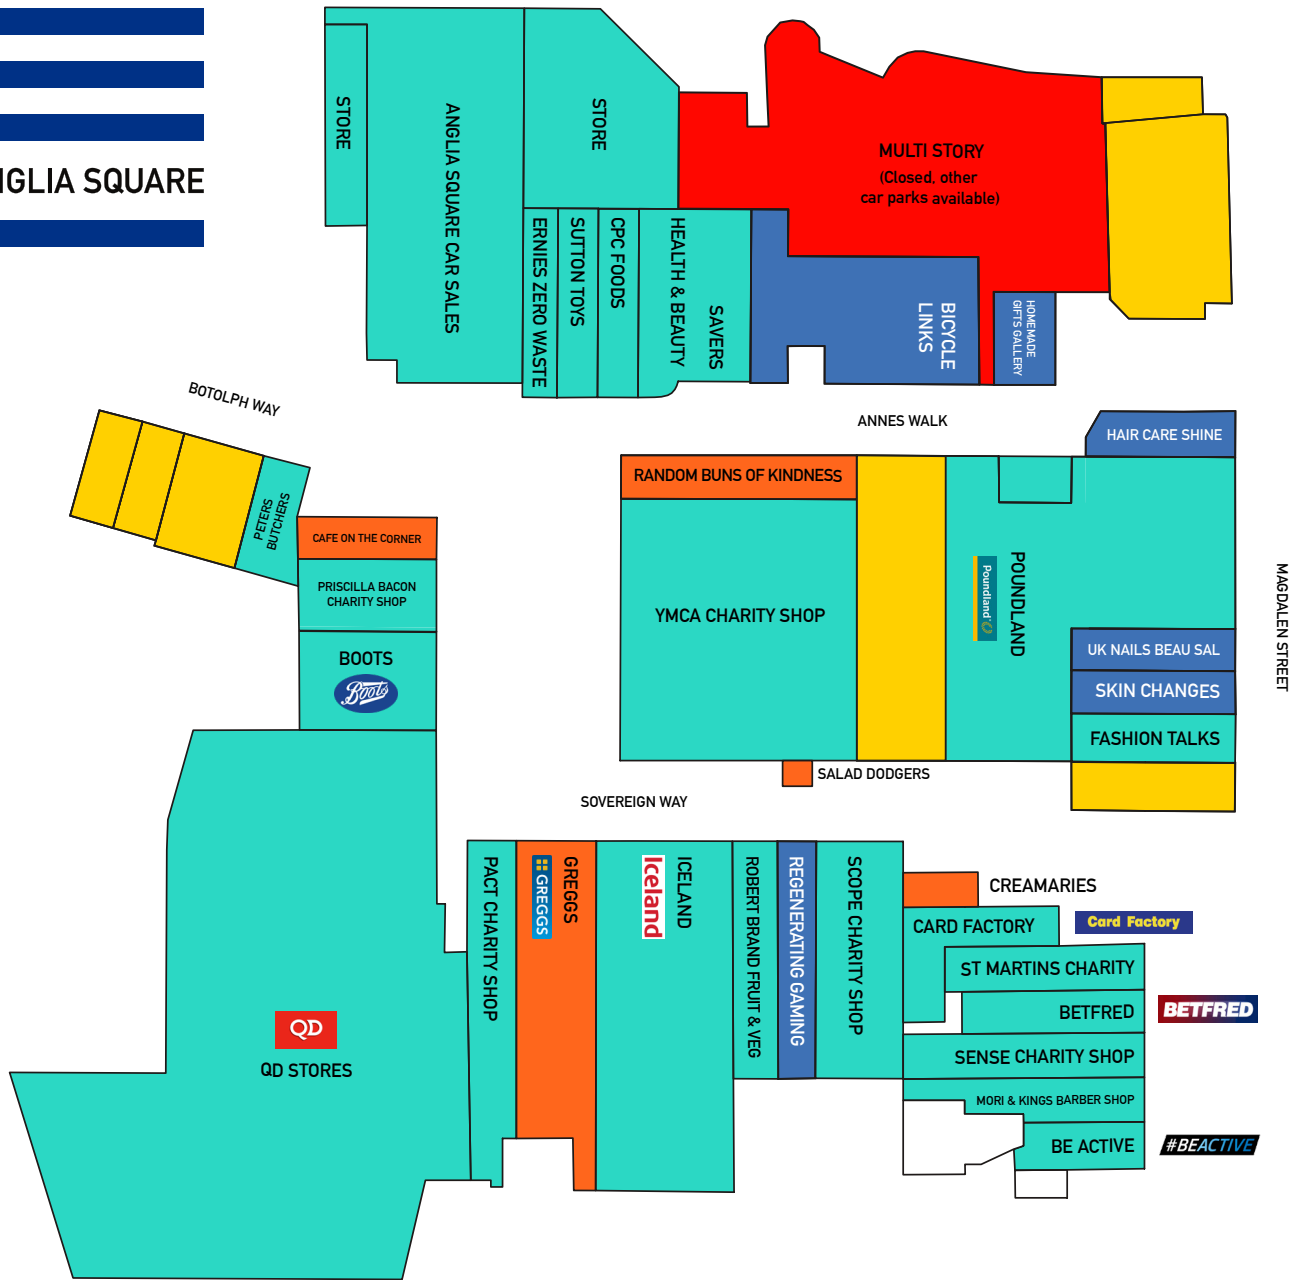 NGLIA SQUARE
STORE
ANGLIA SQUARE CAR SALES
STORE
ERNIES ZERO WASTE
SUTTON TOYS
CPC FOODS
HEALTH & BEAUTY
SAVERS
MULTI STORY
(Closed, other
car parks available)
BICYCLE
LINKS
HOMEMADE
GIFTS GALLERY
BOTOLPH WAY
ANNES WALK
HAIR CARE SHINE
PETERS
BUTCHERS
CAFE ON THE CORNER
PRISCILLA BACON
CHARITY SHOP
BOOTS
Boots
RANDOM BUNS OF KINDNESS
YMCA CHARITY SHOP
POUNDLAND
Poundland
UK NAILS BEAU SAL
SKIN CHANGES
FASHION TALKS
MAGDALEN STREET
SALAD DODGERS
SOVEREIGN WAY
QD
QD STORES
PACT CHARITY SHOP
GREGGS
GREGGS
ICELAND
Iceland
ROBERT BRAND FRUIT & VEG
REGENERATING GAMING
SCOPE CHARITY SHOP
CREAMARIES
CARD FACTORY
Card Factory
ST MARTINS CHARITY
BETFRED
BETFRED
SENSE CHARITY SHOP
MORI & KINGS BARBER SHOP
BE ACTIVE
#BEACTIVE